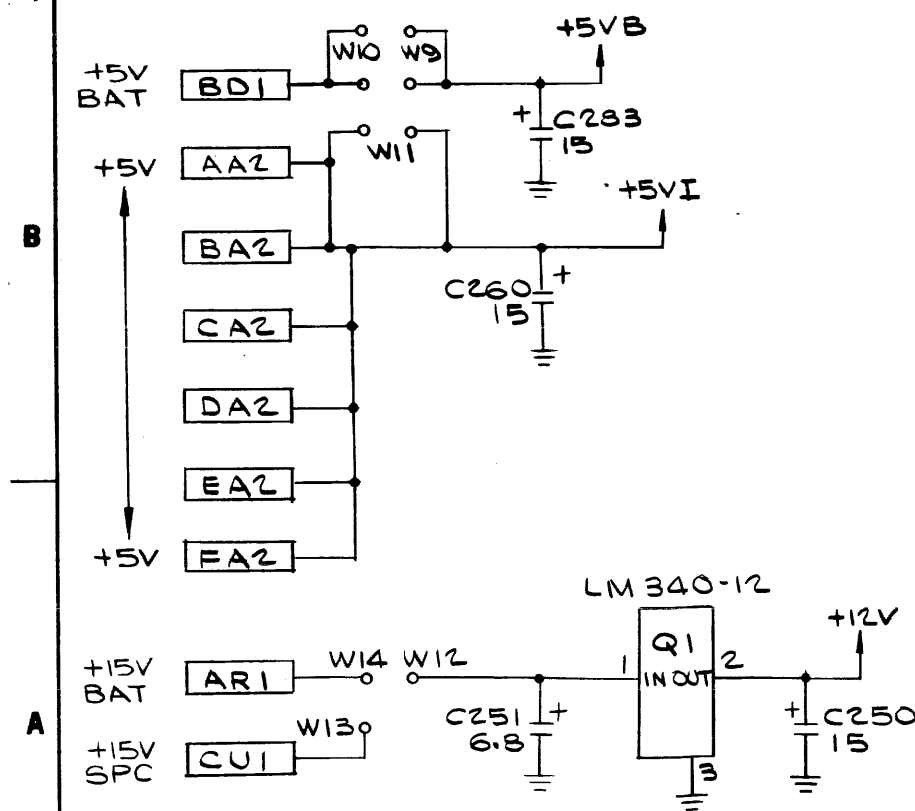 +5VB
W10 W9
+5V
BAT
BD1
+ C283
15
W11
+5V
AA2
+5VI
B
BA2
C260 +
15
CA2
DA2
EA2
+5V
FA2
LM 340-12
+12V
Q1
+15V
BAT
AR1
W14 W12
1
IN OUT
2
A
W13
C251 +
6.8
+ C250
15
+15V
SPC
CU1
3